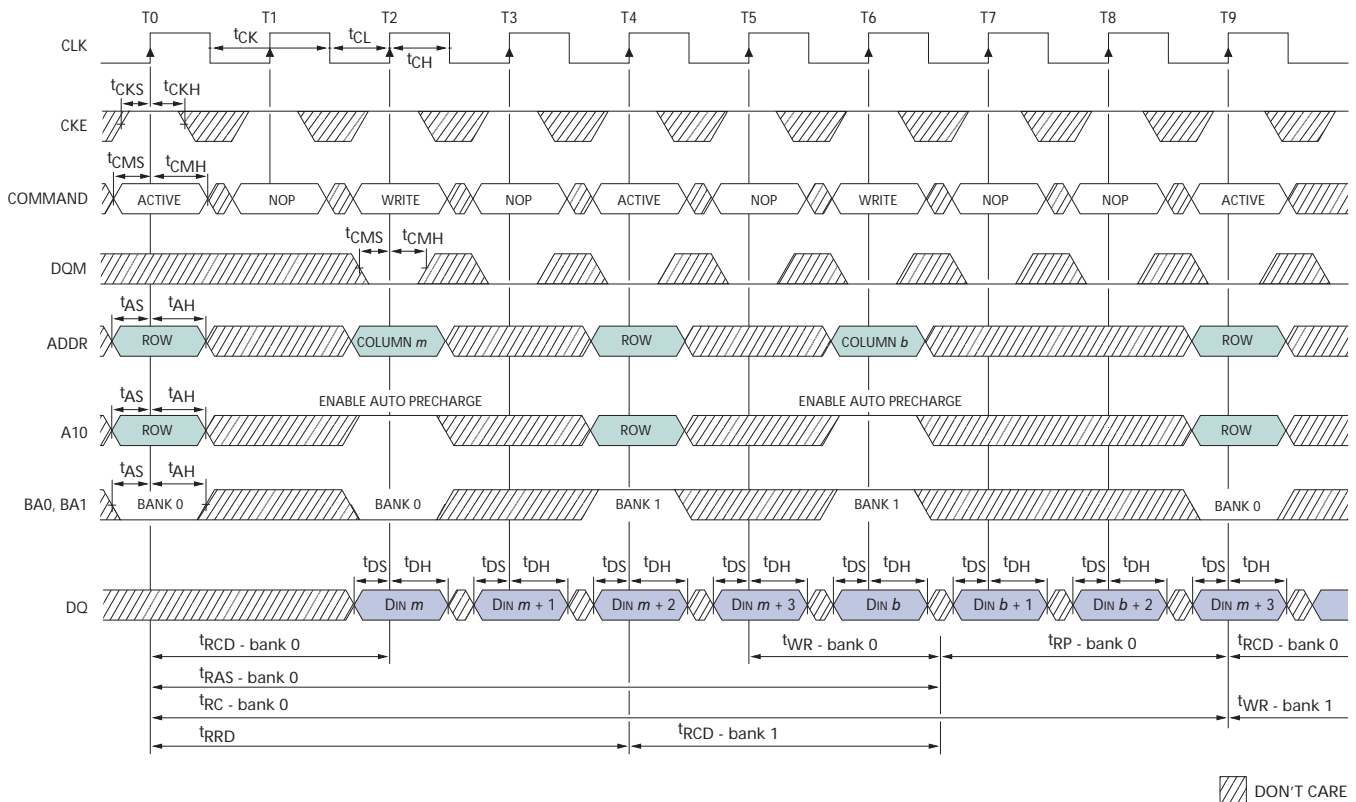 T0 T1 T2 T3 T4 T5 T6 T7 T8 T9
CLK tCK tCL
tCH
tCKS tCKH
CKE
tCMS tCMH
COMMAND ACTIVE NOP WRITE NOP ACTIVE NOP WRITE NOP NOP ACTIVE
tCMS tCMH
DQM
tAS tAH
ADDR ROW COLUMN m ROW COLUMN b ROW
tAS tAH ENABLE AUTO PRECHARGE ENABLE AUTO PRECHARGE
A10 ROW ROW ROW
tAS tAH
BA0, BA1 BANK 0 BANK 0 BANK 1 BANK 1 BANK 0
tDS tDH tDS tDH tDS tDH tDS tDH tDS tDH tDS tDH tDS tDH tDS tDH
DQ DIN m DIN m + 1 DIN m + 2 DIN m + 3 DIN b DIN b + 1 DIN b + 2 DIN m + 3
tRCD - bank 0 tWR - bank 0 tRP - bank 0 tRCD - bank 0
tRAS - bank 0
tRC - bank 0 tWR - bank 1
tRRD tRCD - bank 1
DON'T CARE